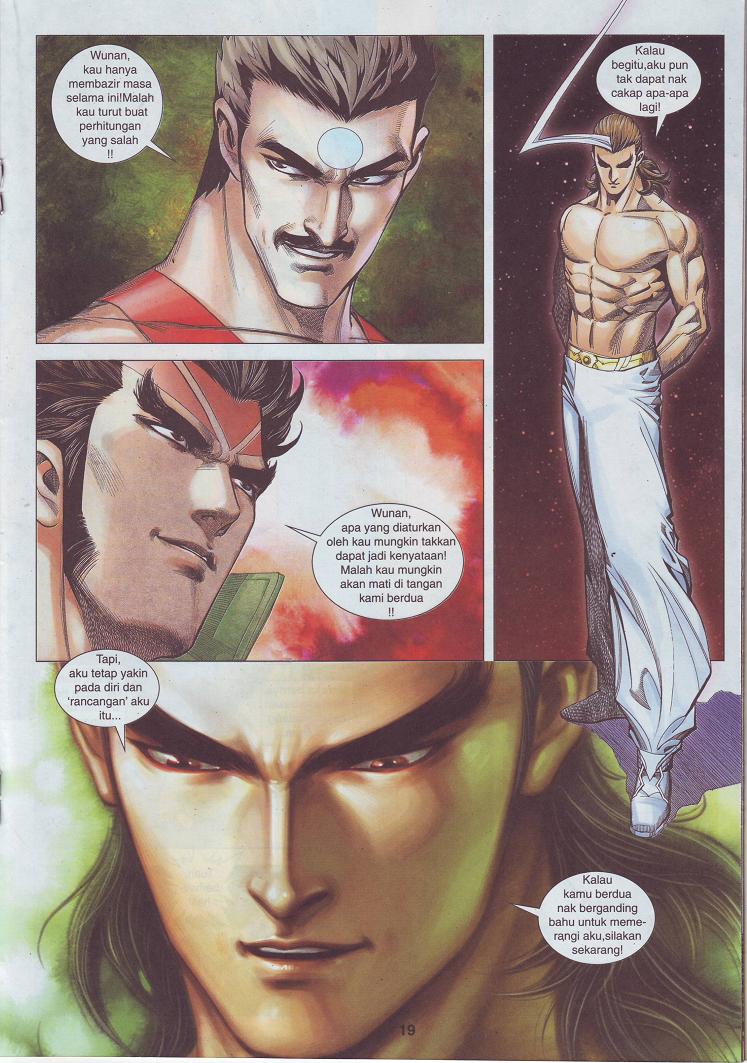 Wunan,
kau hanya
membazir masa
selama ini!Malah
kau turut buat
perhitungan
yang salah
!!
Kalau
begitu,aku pun
tak dapat nak
cakap apa-apa
lagi!
Wunan,
apa yang diaturkan
oleh kau mungkin takkan
dapat jadi kenyataan!
Malah kau mungkin
akan mati di tangan
kami berdua
!!
Tapi,
aku tetap yakin
pada diri dan
'rancangan' aku
itu...
Kalau
kamu berdua
nak berganding
bahu untuk meme-
rangi aku,silakan
sekarang!
19